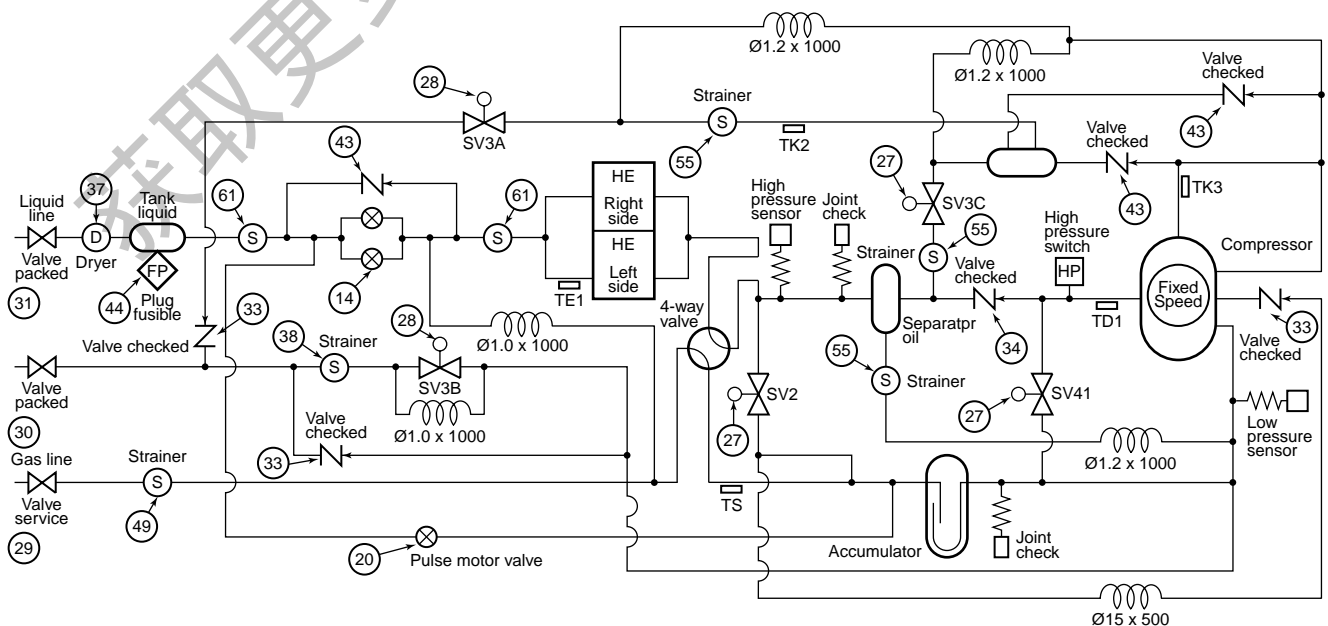 获取更
Ø1.2 x 1000
Ø1.2 x 1000
Valve
checked
43
28
SV3A
Strainer
S
55
TK2
Valve
checked
43
27
SV3C
TK3
37
Liquid
line
Valve
packed
31
D
Dryer
Tank
liquid
FP
44
Plug
fusible
61
S
43
14
61
S
HE
Right
side
HE
Left
side
TE1
High
pressure
sensor
Joint
check
Strainer
S
55
Separatpr
oil
Valve
checked
34
High
pressure
switch
HP
TD1
Compressor
Fixed
Speed
33
Valve
checked
33
Valve checked
38
Strainer
S
28
SV3B
Ø1.0 x 1000
Ø1.0 x 1000
4-way
valve
27
SV2
55
S
Strainer
27
SV41
Low
pressure
sensor
Ø1.2 x 1000
Valve
packed
30
Valve
checked
33
Gas line
Valve
service
29
Strainer
S
49
TS
20
Pulse motor valve
Accumulator
Joint
check
Ø15 x 500